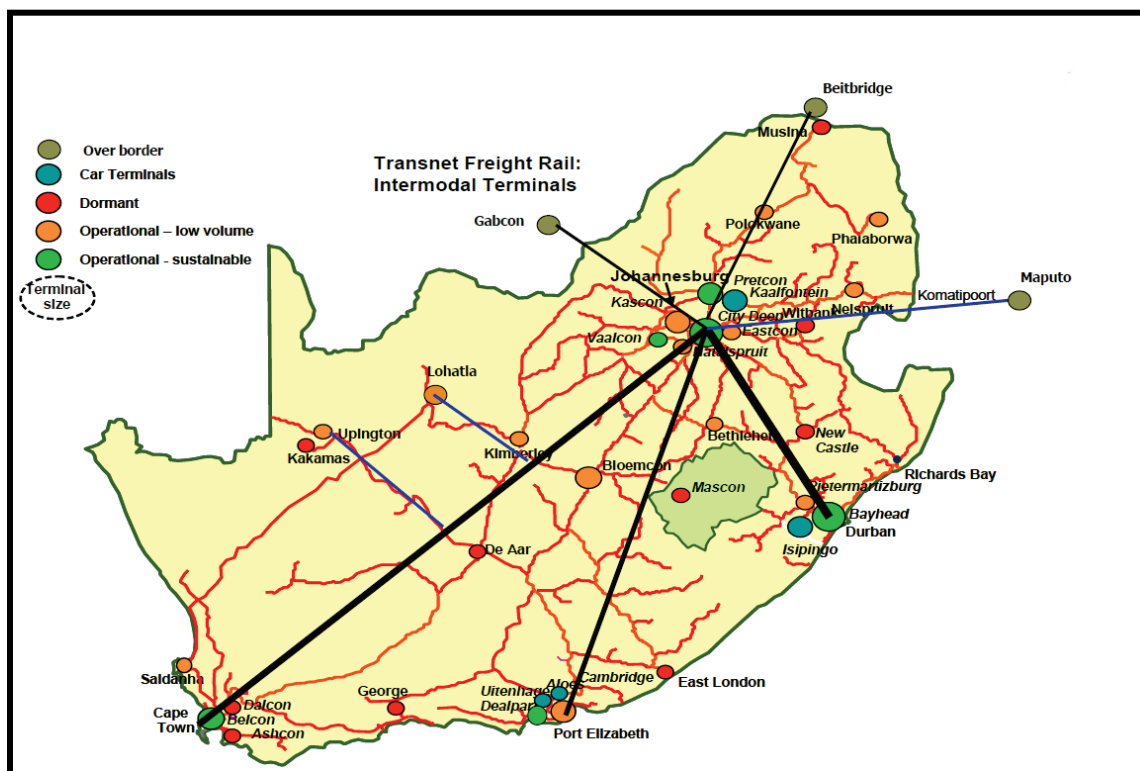 Beitbridge
Musina
Over border
Car Terminals
Dormant
Operational – low volume
Operational - sustainable
Terminal
size
Transnet Freight Rail:
Intermodal Terminals
Gabcon
Polokwane
Phalaborwa
Johannesburg
Pretcon
Kaalfontein
Kascon
City Deep
Witbank
Nelspruit
Komatipoort
Maputo
Vaalcon
Eastcon
Natalspruit
Lohatla
Upington
Kakamas
Kimberley
Bloemcon
Bethlehem
New
Castle
Richards Bay
Mascon
Pietermartizburg
Bayhead
Durban
Isipingo
De Aar
Saldanha
Cape
Town
Dalcon
Belcon
Ashcon
George
Uitenhage
Aloes
Dealpar
Cambridge
East London
Port Elizabeth